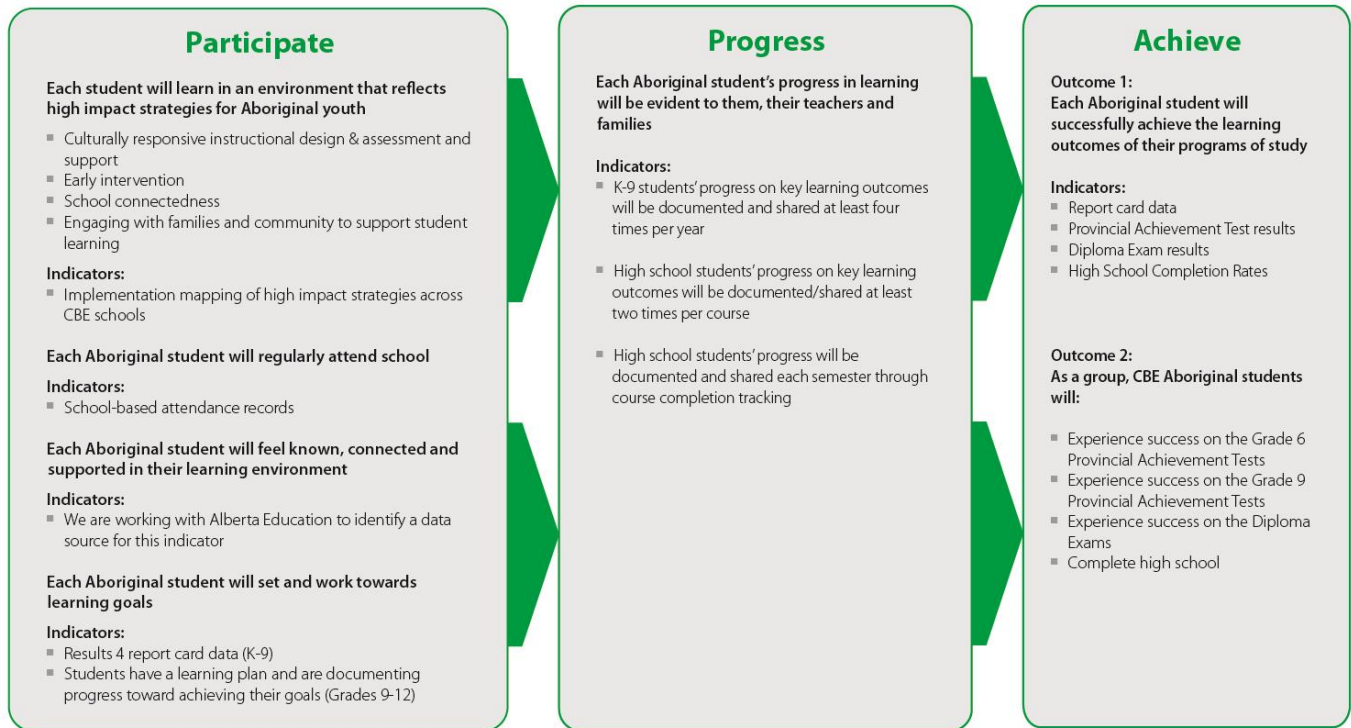 Participate
Each student will learn in an environment that reflects
high impact strategies for Aboriginal youth
▪ Culturally responsive instructional design & assessment and
support
▪ Early intervention
▪ School connectedness
▪ Engaging with families and community to support student
learning
Indicators:
▪ Implementation mapping of high impact strategies across
CBE schools
Each Aboriginal student will regularly attend school
Indicators:
▪ School-based attendance records
Each Aboriginal student will feel known, connected and
supported in their learning environment
Indicators:
▪ We are working with Alberta Education to identify a data
source for this indicator
Each Aboriginal student will set and work towards
learning goals
Indicators:
▪ Results 4 report card data (K-9)
▪ Students have a learning plan and are documenting
progress toward achieving their goals (Grades 9-12)
Progress
Each Aboriginal student's progress in learning
will be evident to them, their teachers and
families
Indicators:
▪ K-9 students' progress on key learning outcomes
will be documented and shared at least four
times per year
▪ High school students' progress on key learning
outcomes will be documented/shared at least
two times per course
▪ High school students' progress will be
documented and shared each semester through
course completion tracking
Achieve
Outcome 1:
Each Aboriginal student will
successfully achieve the learning
outcomes of their programs of study
Indicators:
▪ Report card data
▪ Provincial Achievement Test results
▪ Diploma Exam results
▪ High School Completion Rates
Outcome 2:
As a group, CBE Aboriginal students
will:
▪ Experience success on the Grade 6
Provincial Achievement Tests
▪ Experience success on the Grade 9
Provincial Achievement Tests
▪ Experience success on the Diploma
Exams
▪ Complete high school